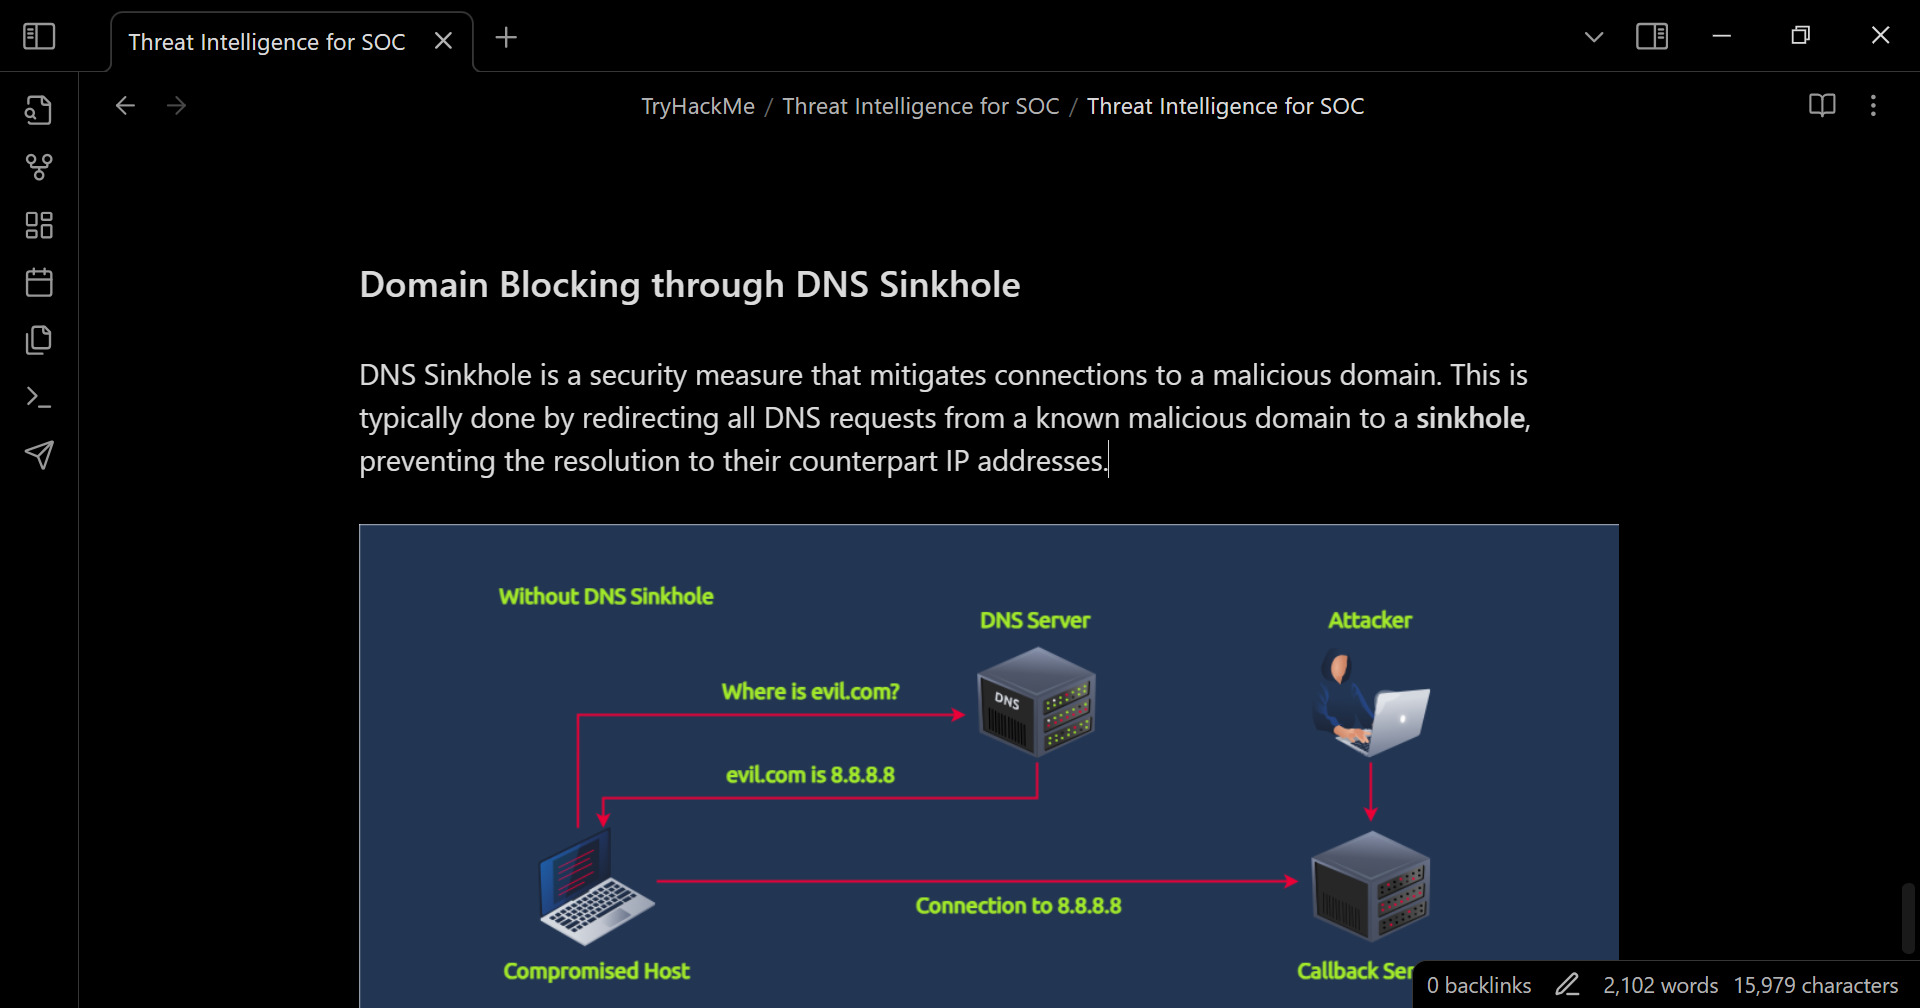 Threat Intelligence for SOC
TryHackMe / Threat Intelligence for SOC / Threat Intelligence for SOC
Domain Blocking through DNS Sinkhole
DNS Sinkhole is a security measure that mitigates connections to a malicious domain. This is
typically done by redirecting all DNS requests from a known malicious domain to a sinkhole,
preventing the resolution to their counterpart IP addresses.
Without DNS Sinkhole
DNS Server
Attacker
Where is evil.com?
DNS
evil.com is 8.8.8.8
Connection to 8.8.8.8
Compromised Host
Callback Ser
0 backlinks 2,102 words 15,979 characters